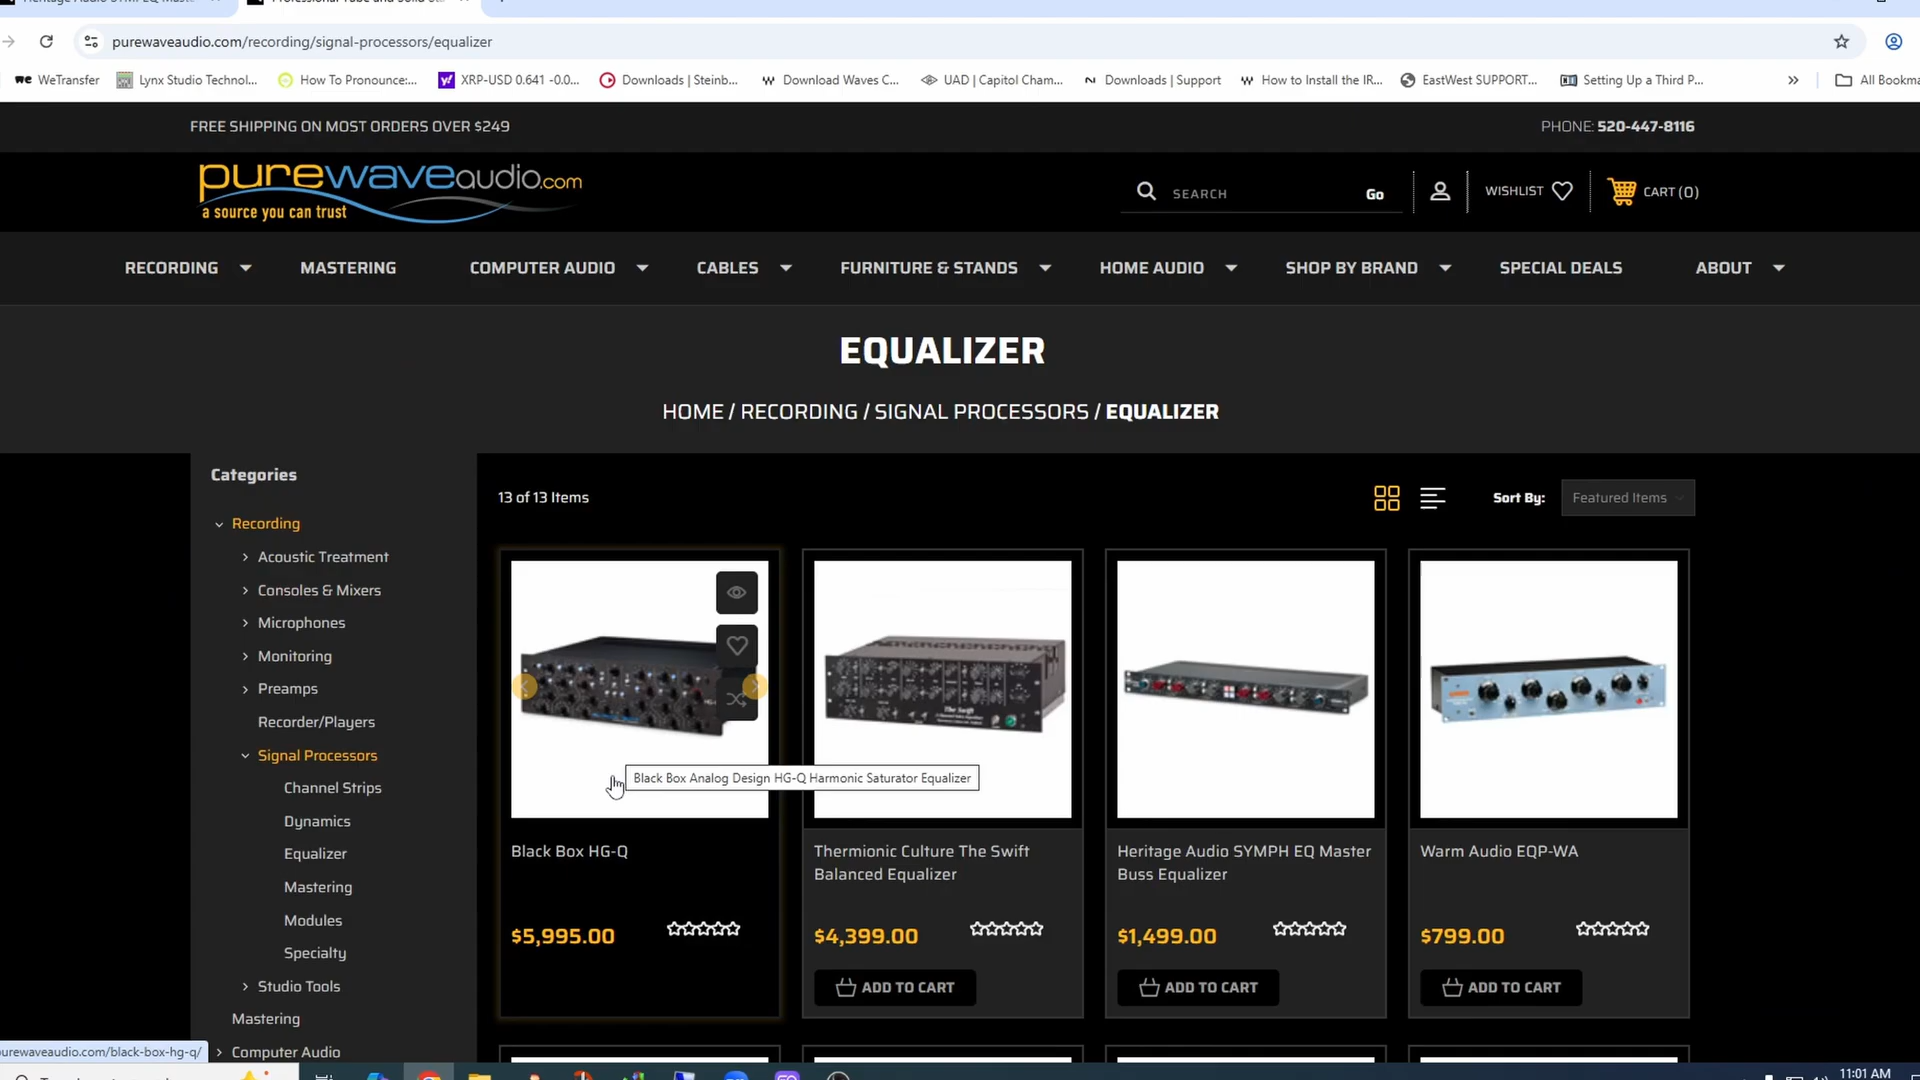 purewaveaudio.com/recording/signal-processors/equalizer
WeTransfer
Lynx Studio Technol...
How To Pronounce:...
XRP-USD 0.641 -0.0...
Downloads | Steinb...
Download Waves C...
UAD | Capitol Cham...
Downloads | Support
How to Install the IR...
EastWest SUPPORT...
Setting Up a Third P...
All Bookma
FREE SHIPPING ON MOST ORDERS OVER $249
PHONE: 520-447-8116
purewaveaudio.com
a source you can trust
SEARCH
Go
WISHLIST
CART (0)
RECORDING
MASTERING
COMPUTER AUDIO
CABLES
FURNITURE & STANDS
HOME AUDIO
SHOP BY BRAND
SPECIAL DEALS
ABOUT
EQUALIZER
HOME / RECORDING / SIGNAL PROCESSORS / EQUALIZER
Categories
Recording
Acoustic Treatment
Consoles & Mixers
Microphones
Monitoring
Preamps
Recorder/Players
Signal Processors
Channel Strips
Dynamics
Equalizer
Mastering
Modules
Specialty
Studio Tools
Mastering
Computer Audio
13 of 13 Items
Sort By:
Featured Items
The Swift
Black Box Analog Design HG-Q Harmonic Saturator Equalizer
Black Box HG-Q
$5,995.00
Thermionic Culture The Swift
Balanced Equalizer
$4,399.00
ADD TO CART
Heritage Audio SYMPH EQ Master
Buss Equalizer
$1,499.00
ADD TO CART
Warm Audio EQP-WA
$799.00
ADD TO CART
urewaveaudio.com/black-box-hg-q/
11:01 AM